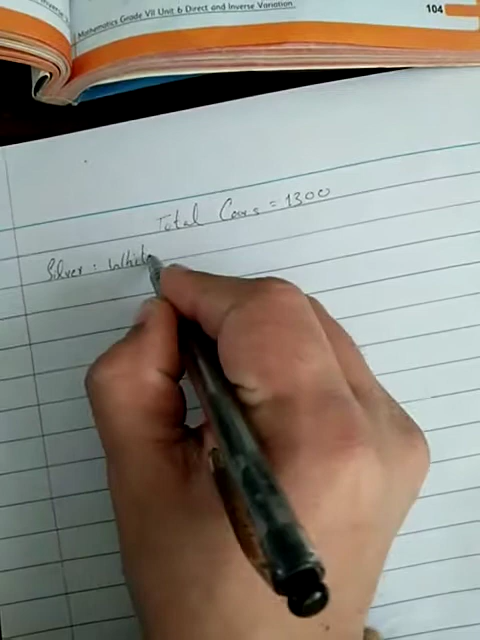 Mathematics Grade VII Unit 6 Direct and Inverse Variation
104
Total Cars = 1300
Silver : White